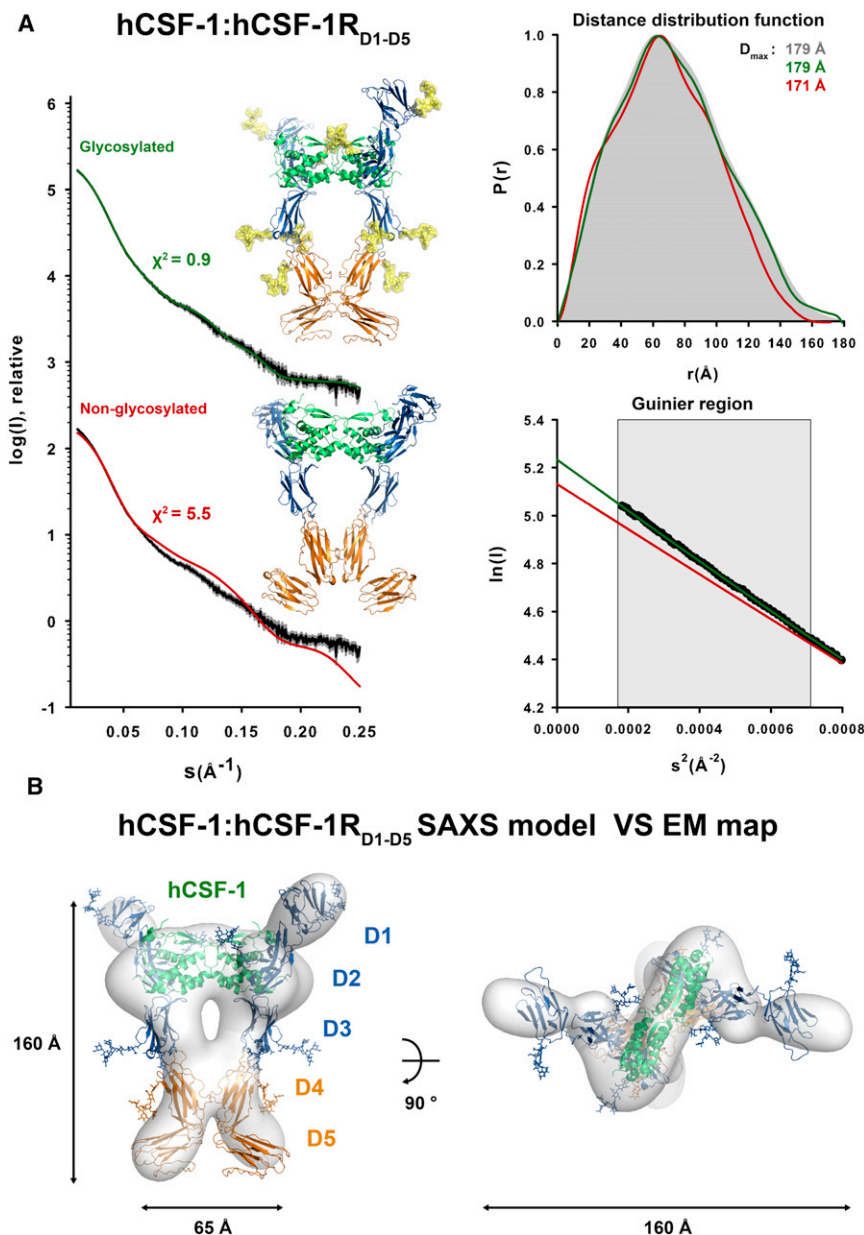 A
hCSF-1:hCSF-1R D1-D5
Glycosylated
χ² = 0.9
Non-glycosylated
χ² = 5.5
log(I), relative
6
5
4
3
2
1
0
-1
0.05 0.10 0.15 0.20 0.25
s(Å⁻¹)
Distance distribution function
Dmax : 179 Å
179 Å
171 Å
P(r)
1.0
0.8
0.6
0.4
0.2
0.0
0 20 40 60 80 100 120 140 160 180
r(Å)
Guinier region
ln(I)
5.4
5.2
5.0
4.8
4.6
4.4
4.2
0.0000 0.0002 0.0004 0.0006 0.0008
s²(Å⁻²)
B
hCSF-1:hCSF-1R D1-D5 SAXS model VS EM map
hCSF-1
D1
D2
D3
D4
D5
160 Å
65 Å
90 °
160 Å